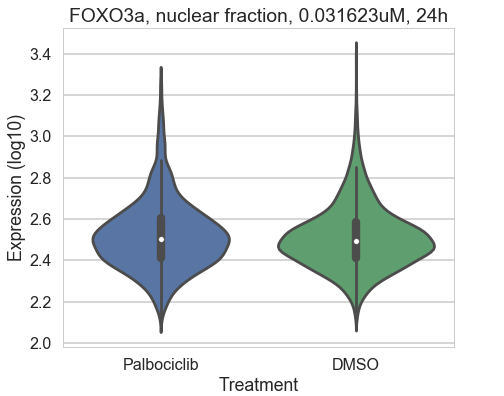 FOXO3a, nuclear fraction, 0.031623uM, 24h
Expression (log10)
3.4
3.2
3.0
2.8
2.6
2.4
2.2
2.0
Palbociclib
DMSO
Treatment